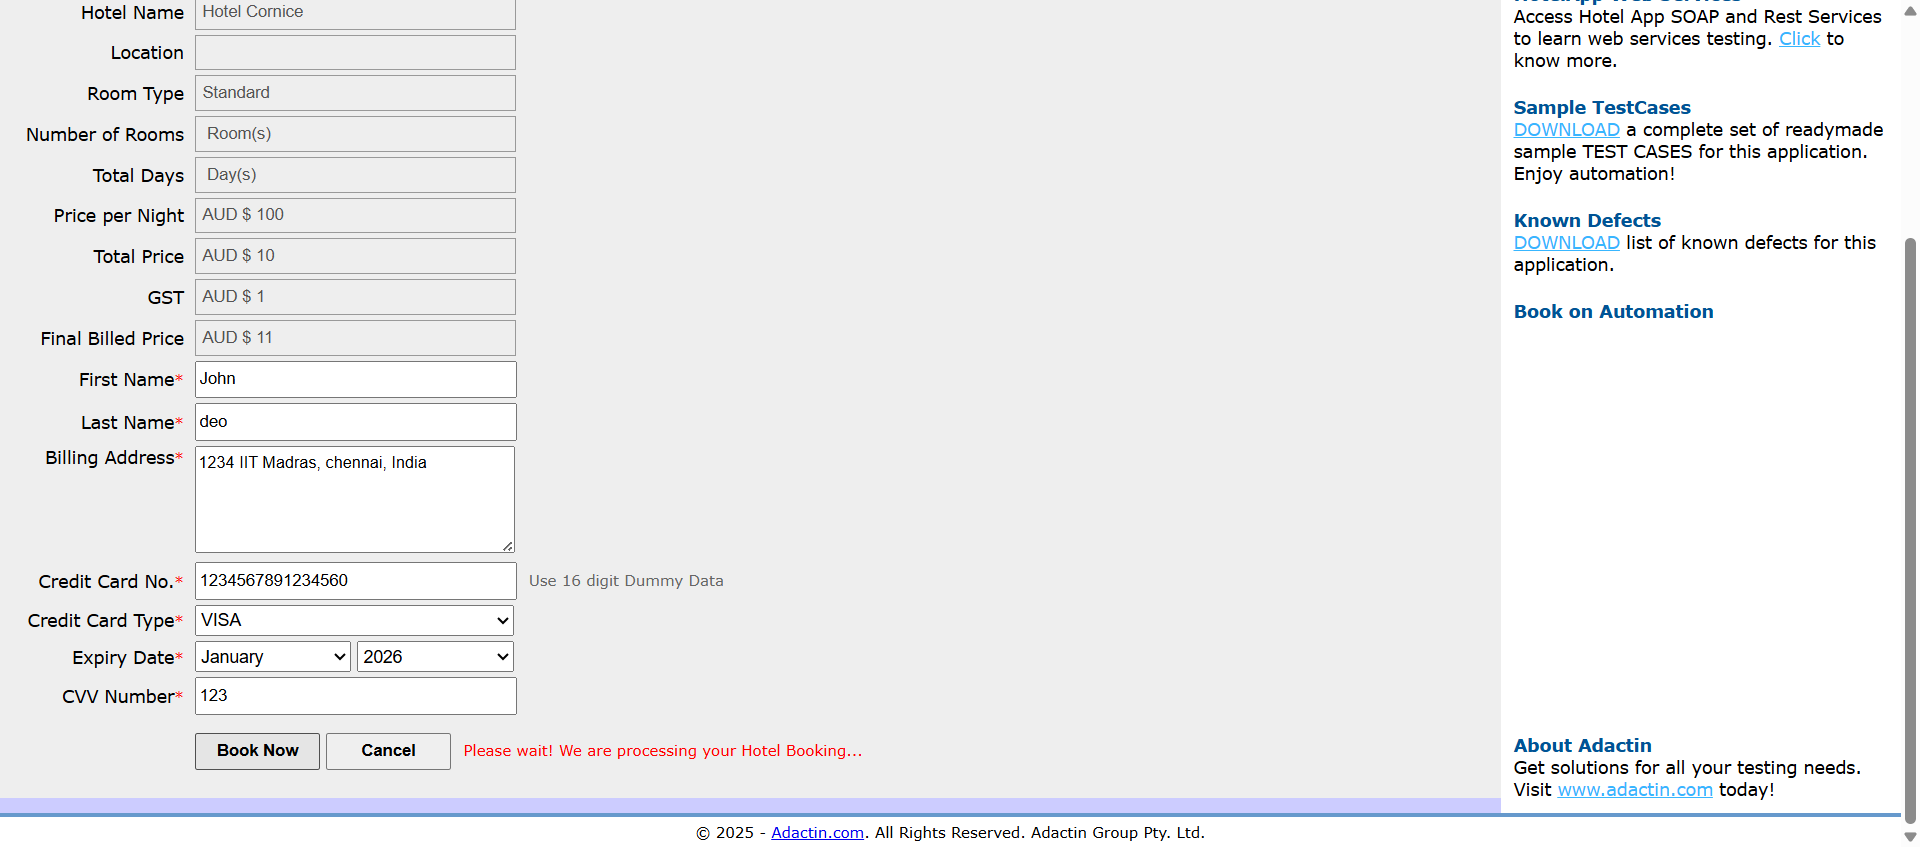 Hotel Name Hotel Cornice
Location
Room Type Standard
Number of Rooms Room(s)
Total Days Day(s)
Price per Night AUD $ 100
Total Price AUD $ 10
GST AUD $ 1
Final Billed Price AUD $ 11
First Name* John
Last Name* deo
Billing Address* 1234 IIT Madras, chennai, India
Credit Card No.* 1234567891234560 Use 16 digit Dummy Data
Credit Card Type* VISA
Expiry Date* January 2026
CVV Number* 123
Book Now Cancel Please wait! We are processing your Hotel Booking...
HotelApp Web Services
Access Hotel App SOAP and Rest Services
to learn web services testing. Click to
know more.
Sample TestCases
DOWNLOAD a complete set of readymade
sample TEST CASES for this application.
Enjoy automation!
Known Defects
DOWNLOAD list of known defects for this
application.
Book on Automation
About Adactin
Get solutions for all your testing needs.
Visit www.adactin.com today!
© 2025 - Adactin.com. All Rights Reserved. Adactin Group Pty. Ltd.